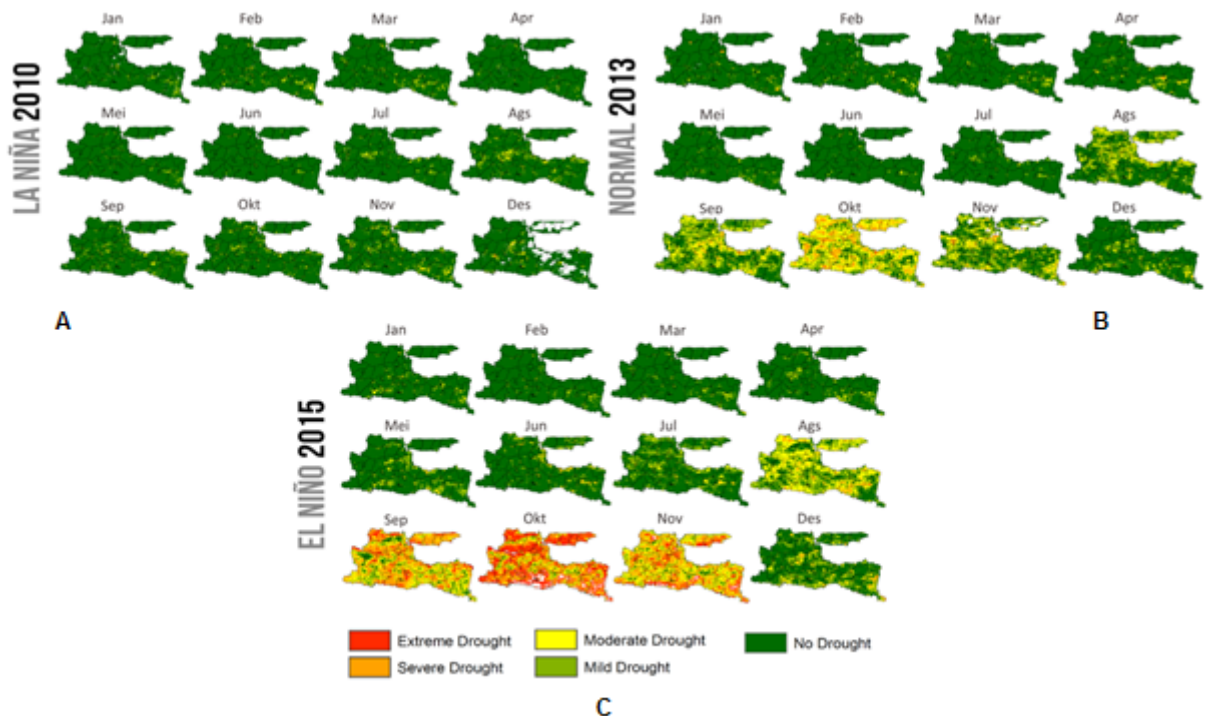 Jan Feb Mar Apr
Mei Jun Jul Ags
Sep Okt Nov Des
LA NIÑA 2010
A
Jan Feb Mar Apr
Mei Jun Jul Ags
Sep Okt Nov Des
NORMAL 2013
B
Jan Feb Mar Apr
Mei Jun Jul Ags
Sep Okt Nov Des
EL NIÑO 2015
Extreme Drought Moderate Drought No Drought
Severe Drought Mild Drought
C